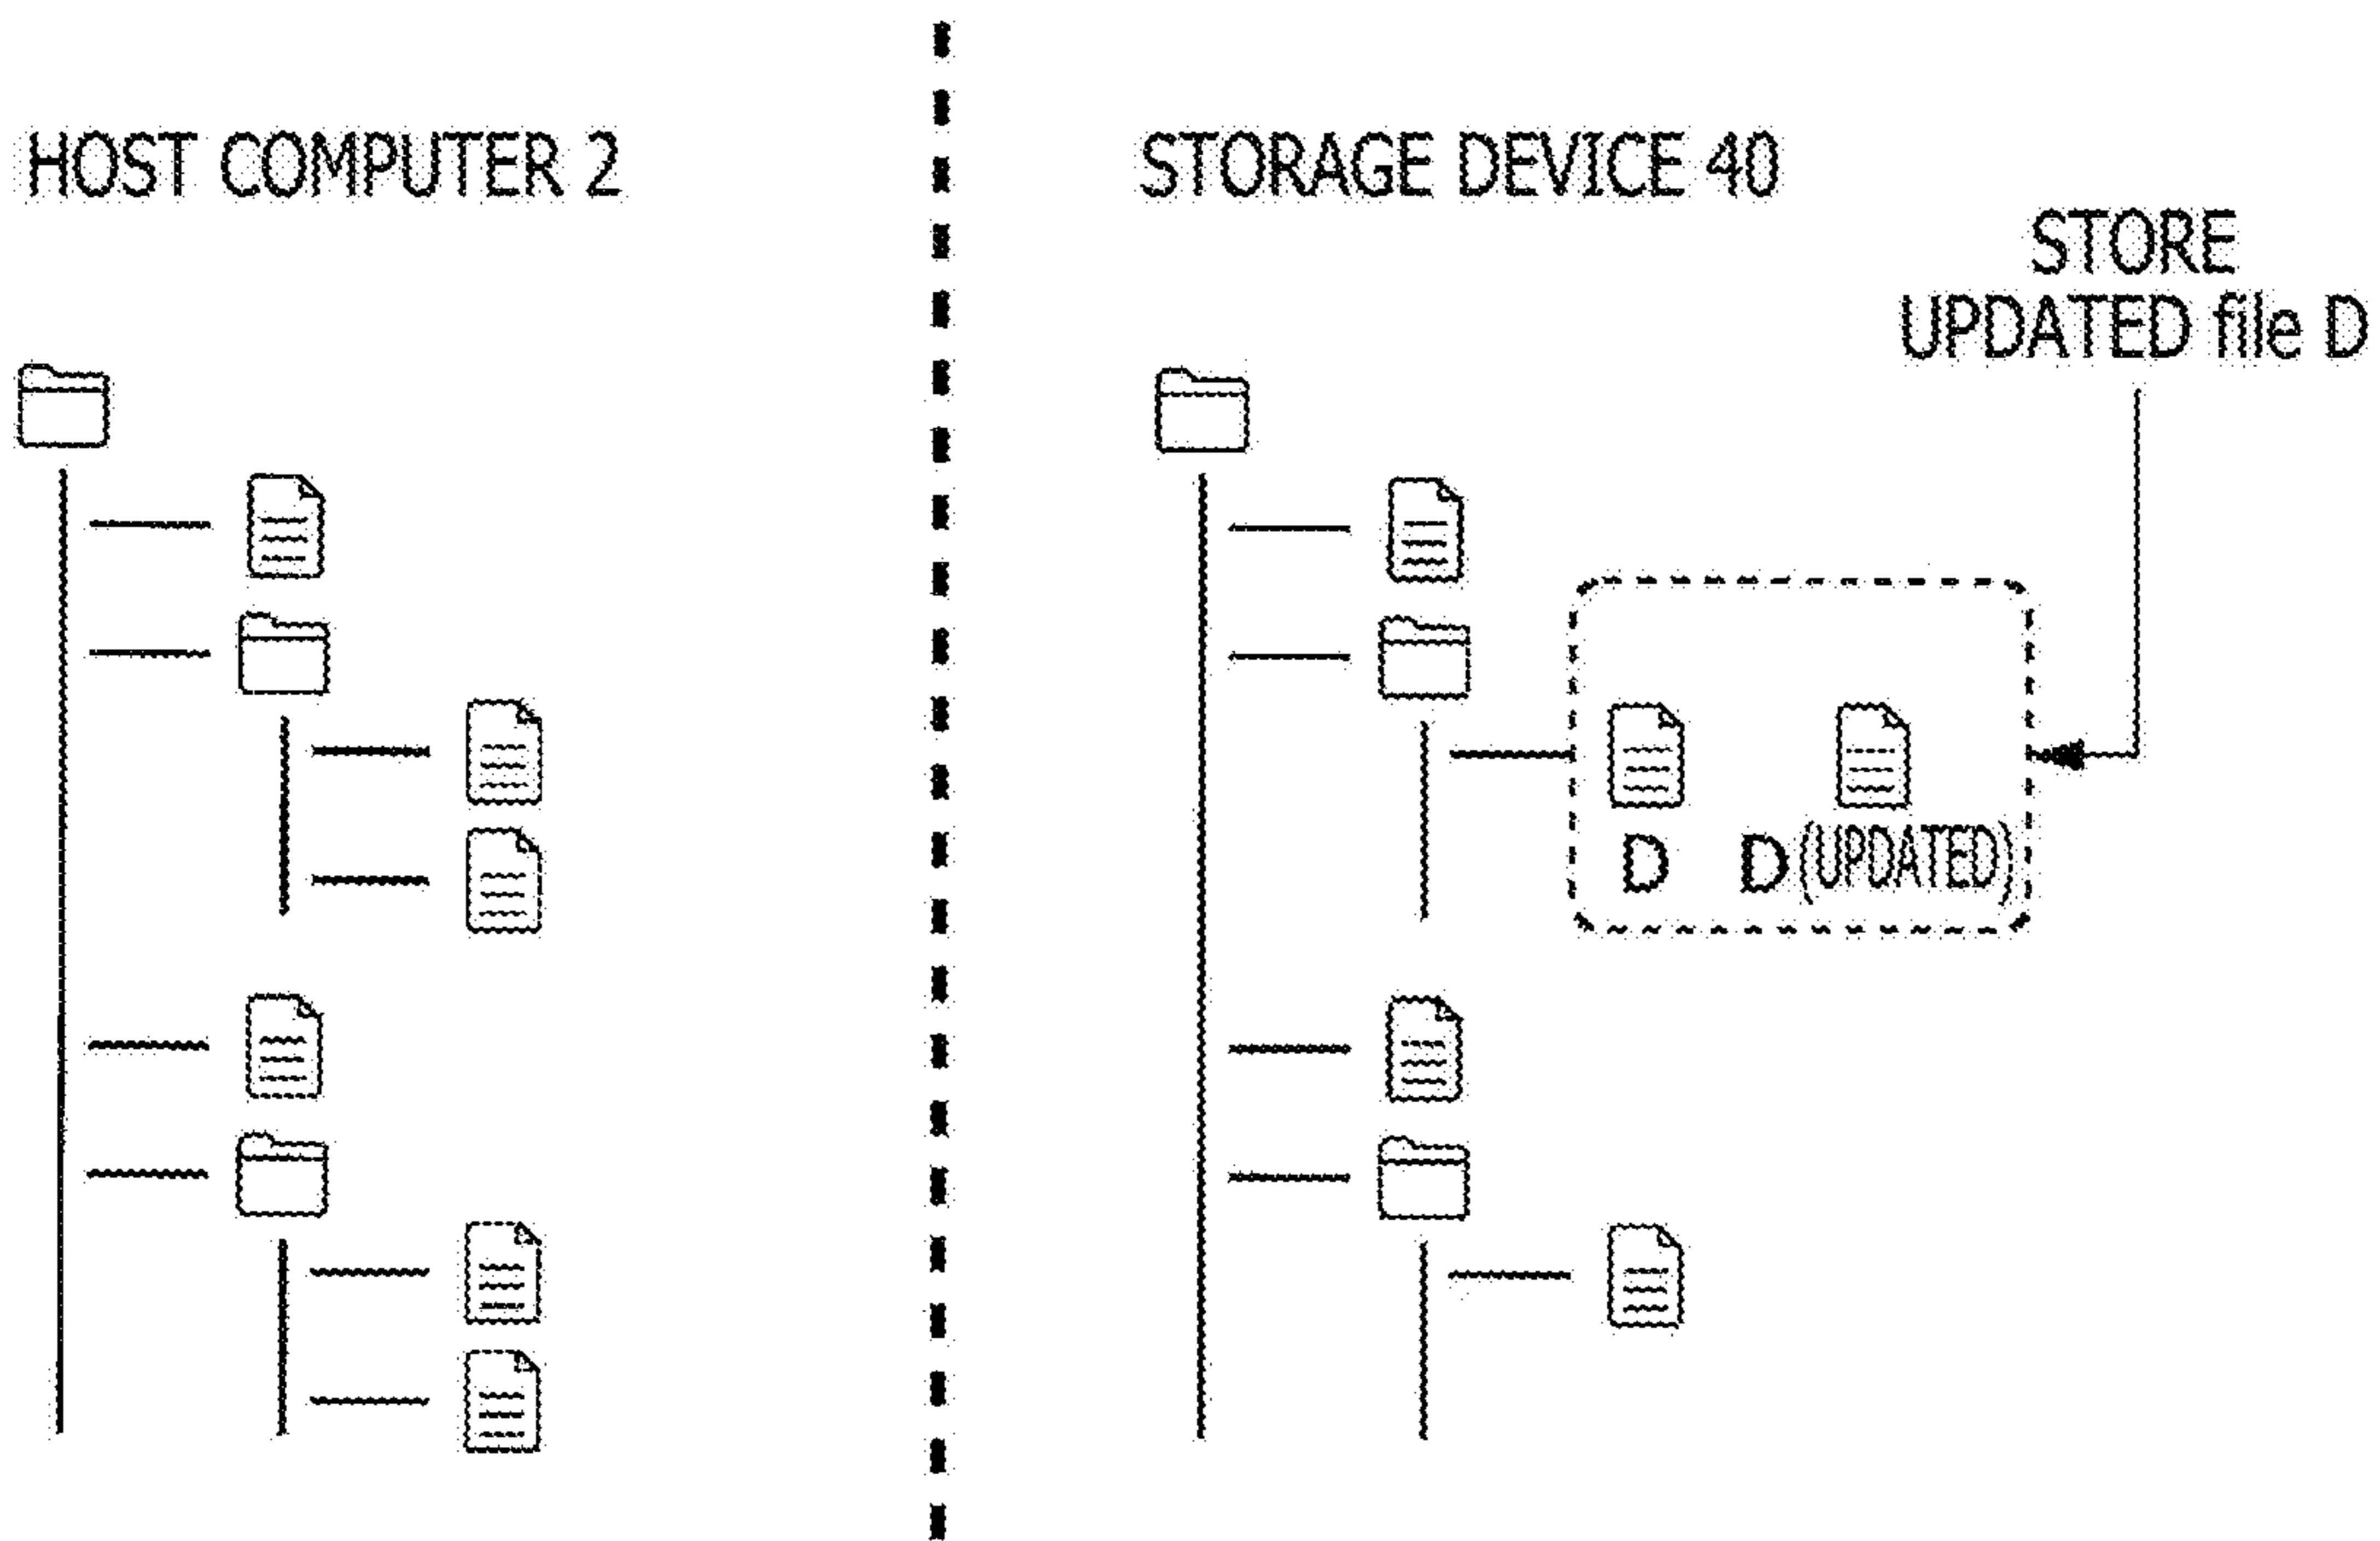 HOST COMPUTER 2
STORAGE DEVICE 40
STORE
UPDATED file D
D D (UPDATED)